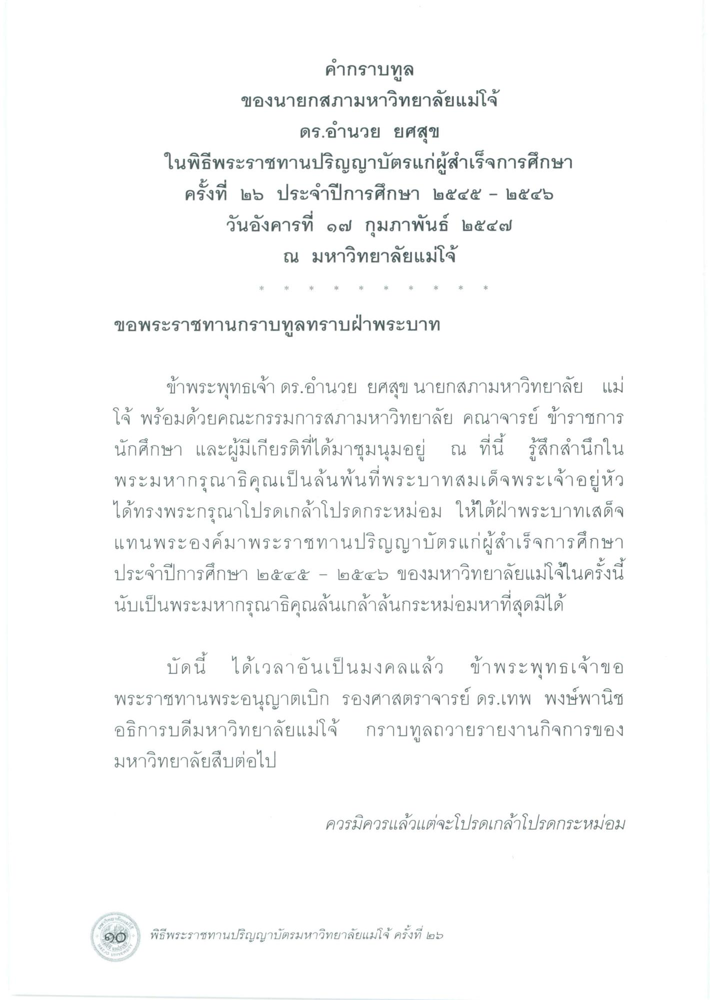 คำกราบทูล
ของนายกสภามหาวิทยาลัยแม่โจ้
ดร.อำนวย ยศสุข
ในพิธีพระราชทานปริญญาบัตรแก่ผู้สำเร็จการศึกษา
ครั้งที่ ๒๖ ประจำปีการศึกษา ๒๕๔๕ - ๒๕๔๖
วันอังคารที่ ๑๗ กุมภาพันธ์ ๒๕๔๗
ณ มหาวิทยาลัยแม่โจ้
* * * * * * * * * *
ขอพระราชทานกราบทูลทราบฝ่าพระบาท
ข้าพระพุทธเจ้า ดร.อำนวย ยศสุข นายกสภามหาวิทยาลัย แม่
โจ้ พร้อมด้วยคณะกรรมการสภามหาวิทยาลัย คณาจารย์ ข้าราชการ
นักศึกษา และผู้มีเกียรติที่ได้มาชุมนุมอยู่ ณ ที่นี้ รู้สึกสำนึกใน
พระมหากรุณาธิคุณเป็นล้นพ้นที่พระบาทสมเด็จพระเจ้าอยู่หัว
ได้ทรงพระกรุณาโปรดเกล้าโปรดกระหม่อม ให้ใต้ฝ่าพระบาทเสด็จ
แทนพระองค์มาพระราชทานปริญญาบัตรแก่ผู้สำเร็จการศึกษา
ประจำปีการศึกษา ๒๕๔๕ - ๒๕๔๖ ของมหาวิทยาลัยแม่โจ้ในครั้งนี้
นับเป็นพระมหากรุณาธิคุณล้นเกล้าล้นกระหม่อมหาที่สุดมิได้
บัดนี้ ได้เวลาอันเป็นมงคลแล้ว ข้าพระพุทธเจ้าขอ
พระราชทานพระอนุญาตเบิก รองศาสตราจารย์ ดร.เทพ พงษ์พานิช
อธิการบดีมหาวิทยาลัยแม่โจ้ กราบทูลถวายรายงานกิจการของ
มหาวิทยาลัยสืบต่อไป
ควรมิควรแล้วแต่จะโปรดเกล้าโปรดกระหม่อม
มหาวิทยาลัยแม่โจ้
๑๐
MAEJO UNIVERSITY
พิธีพระราชทานปริญญาบัตรมหาวิทยาลัยแม่โจ้ ครั้งที่ ๒๖